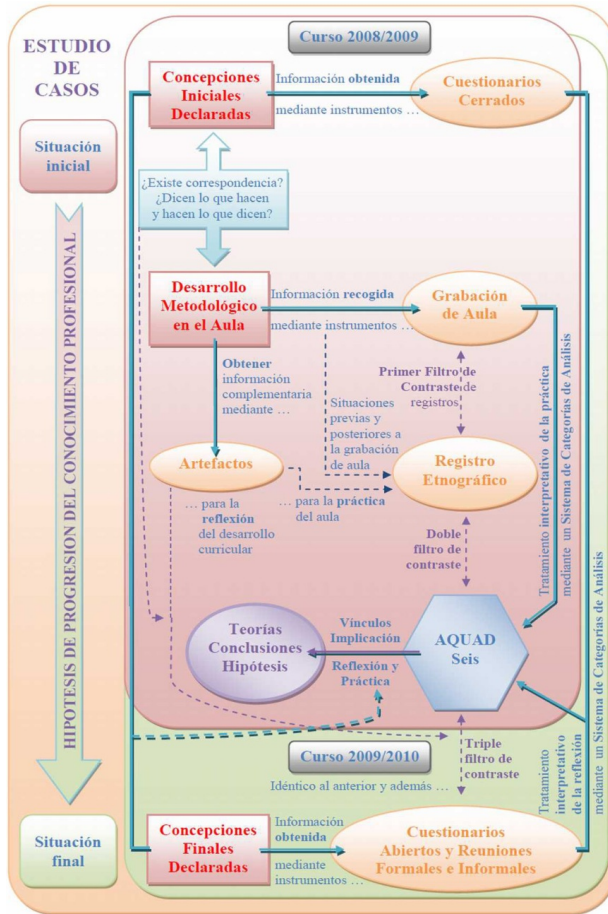 ESTUDIO
DE
CASOS
Situación
inicial
HIPOTESIS DE PROGRESION DEL CONOCIMIENTO PROFESIONAL
Situación
final
Curso 2008/2009
Concepciones
Iniciales
Declaradas
Información obtenida
mediante instrumentos …
Cuestionarios
Cerrados
¿Existe correspondencia?
¿Dicen lo que hacen
y hacen lo que dicen?
Desarrollo
Metodológico
en el Aula
Información recogida
mediante instrumentos …
Grabación
de Aula
Obtener
información
complementaria
mediante …
Situaciones
previas y
posteriores a
la grabación
de aula
Primer Filtro de
Contraste de
registros
Artefactos
… para la
reflexión
del desarrollo
curricular
… para la práctica
del aula
Registro
Etnográfico
Doble
filtro de
contraste
Teorías
Conclusiones
Hipótesis
Vínculos
Implicación
Reflexión y
Práctica
AQUAD
Seis
Tratamiento interpretativo de la práctica
mediante un Sistema de Categorías de Análisis
Curso 2009/2010
Triple
filtro de
contraste
Idéntico al anterior y además …
Tratamiento
interpretativo
de la reflexión
mediante un Sistema de Categorías de Análisis
Concepciones
Finales
Declaradas
Información
obtenida
mediante
instrumentos …
Cuestionarios
Abiertos y Reuniones
Formales e Informales